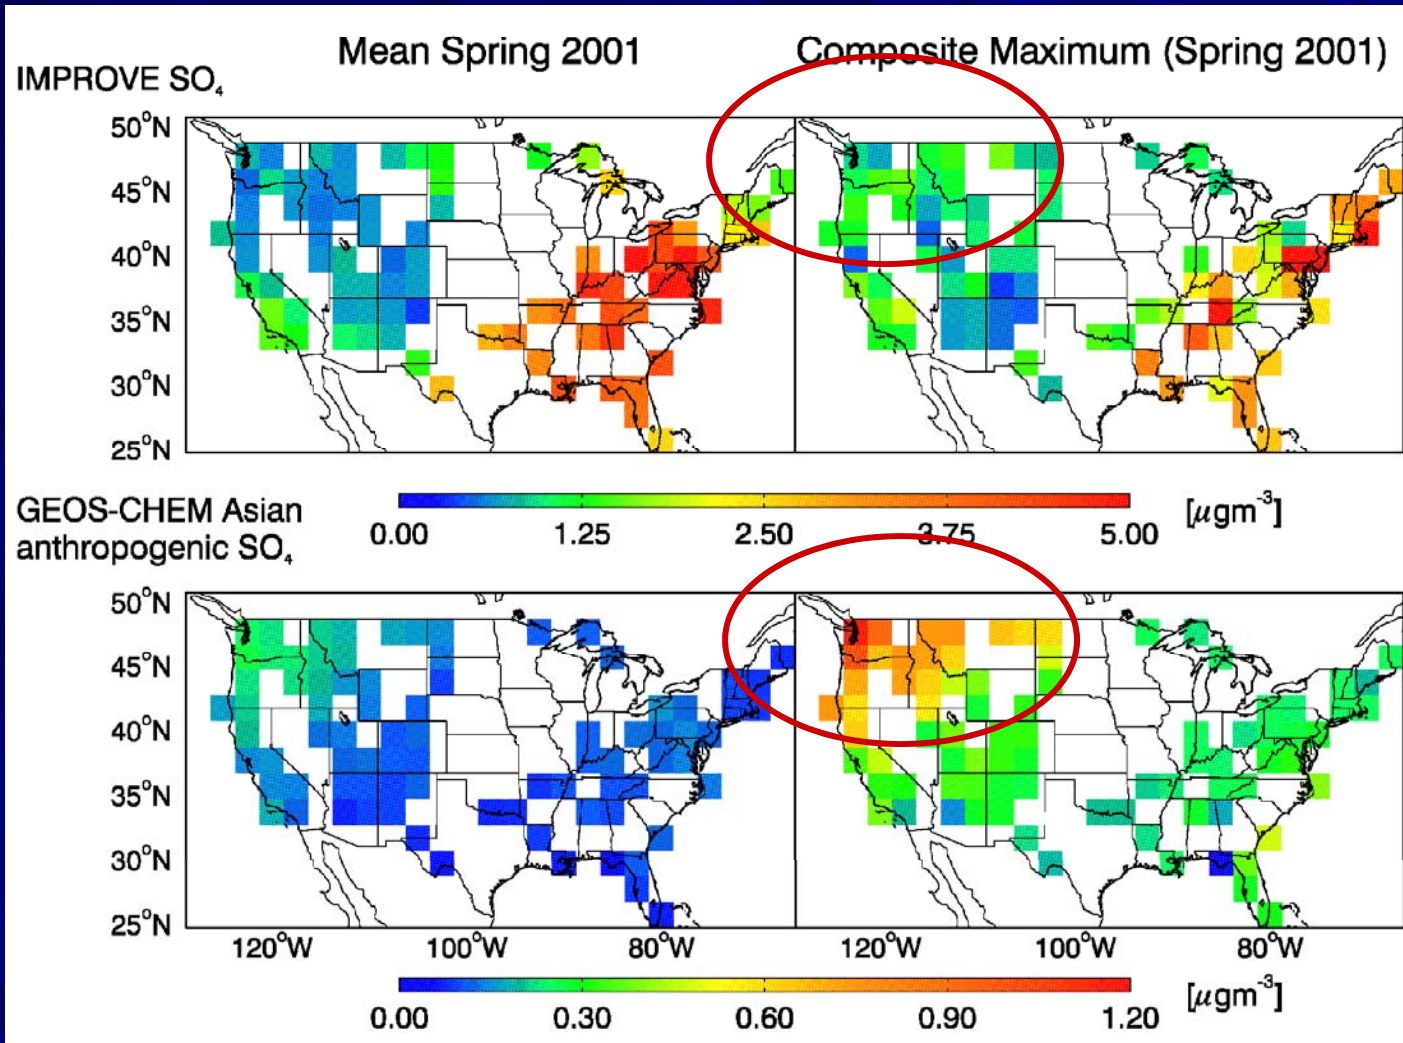 Mean Spring 2001
Composite Maximum (Spring 2001)
IMPROVE SO₄
50°N
45°N
40°N
35°N
30°N
25°N
0.00 1.25 2.50 3.75 5.00 [µgm⁻³]
GEOS-CHEM Asian
anthropogenic SO₄
50°N
45°N
40°N
35°N
30°N
25°N
120°W 100°W 80°W 120°W 100°W 80°W
0.00 0.30 0.60 0.90 1.20 [µgm⁻³]